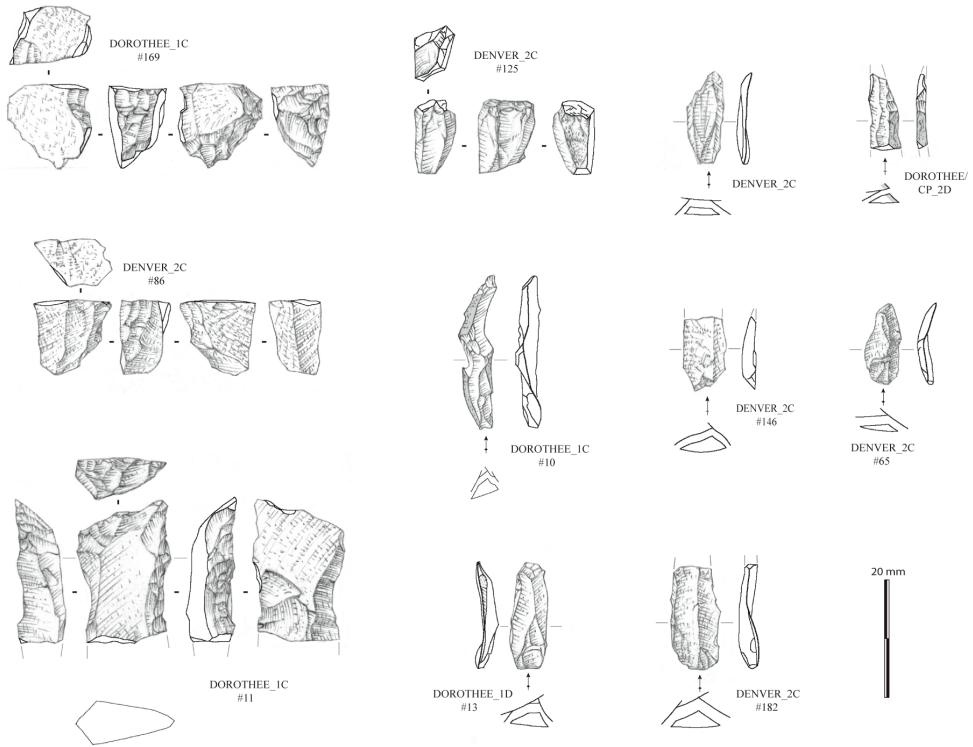 DOROTHEE_1C
#169
DENVER_2C
#125
DENVER_2C
DOROTHEE/
CP_2D
DENVER_2C
#86
DOROTHEE_1C
#10
DENVER_2C
#146
DENVER_2C
#65
DOROTHEE_1C
#11
DOROTHEE_1D
#13
DENVER_2C
#182
20 mm